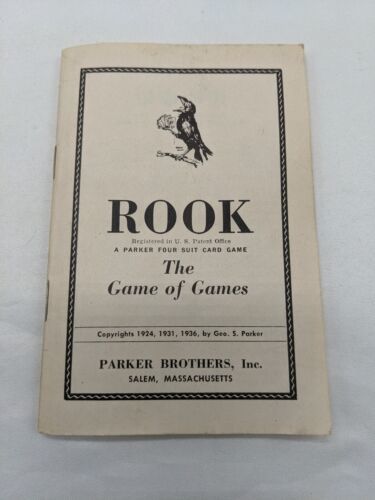 ROOK
Registered in U. S. Patent Office
A PARKER FOUR SUIT CARD GAME
The
Game of Games
Copyrights 1924, 1931, 1936, by Geo. S. Parker
PARKER BROTHERS, Inc.
SALEM, MASSACHUSETTS